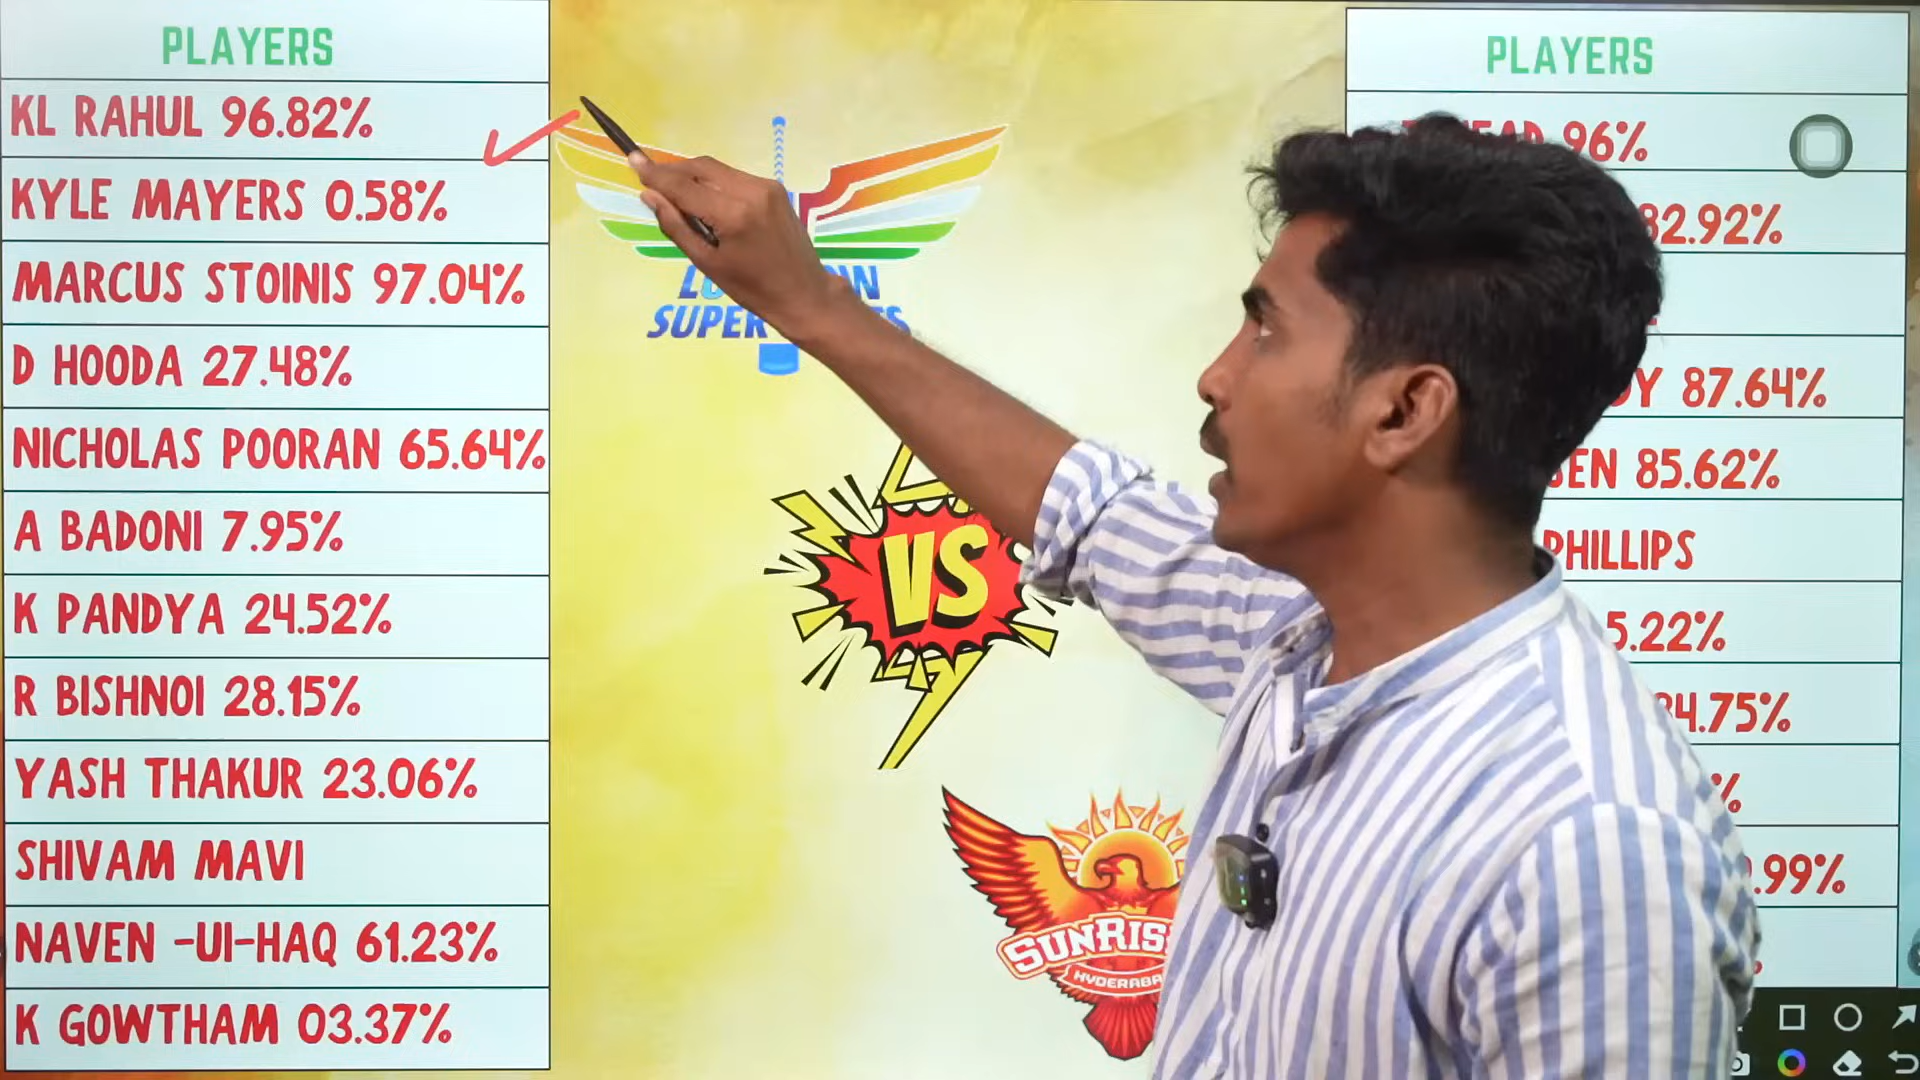 PLAYERS
KL RAHUL 96.82%
KYLE MAYERS 0.58%
MARCUS STOINIS 97.04%
D HOODA 27.48%
NICHOLAS POORAN 65.64%
A BADONI 7.95%
K PANDYA 24.52%
R BISHNOI 28.15%
YASH THAKUR 23.06%
SHIVAM MAVI
NAVEN -UI-HAQ 61.23%
K GOWTHAM 03.37%
SUPER
VS
SUNRIS
HYDERABA
PLAYERS
96%
82.92%
87.64%
SEN 85.62%
PHILLIPS
5.22%
4.75%
%
.99%